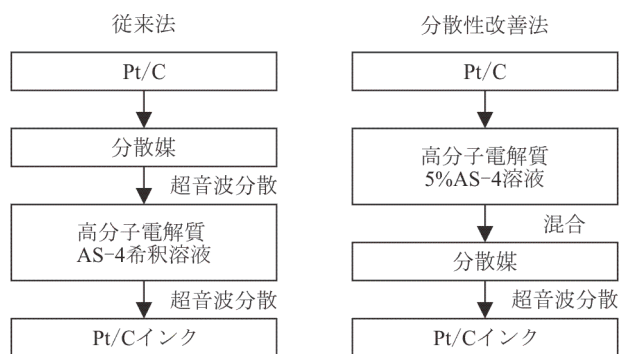 従来法
Pt/C
分散媒
超音波分散
高分子電解質
AS-4希釈溶液
超音波分散
Pt/Cインク
分散性改善法
Pt/C
高分子電解質
5%AS-4溶液
混合
分散媒
超音波分散
Pt/Cインク